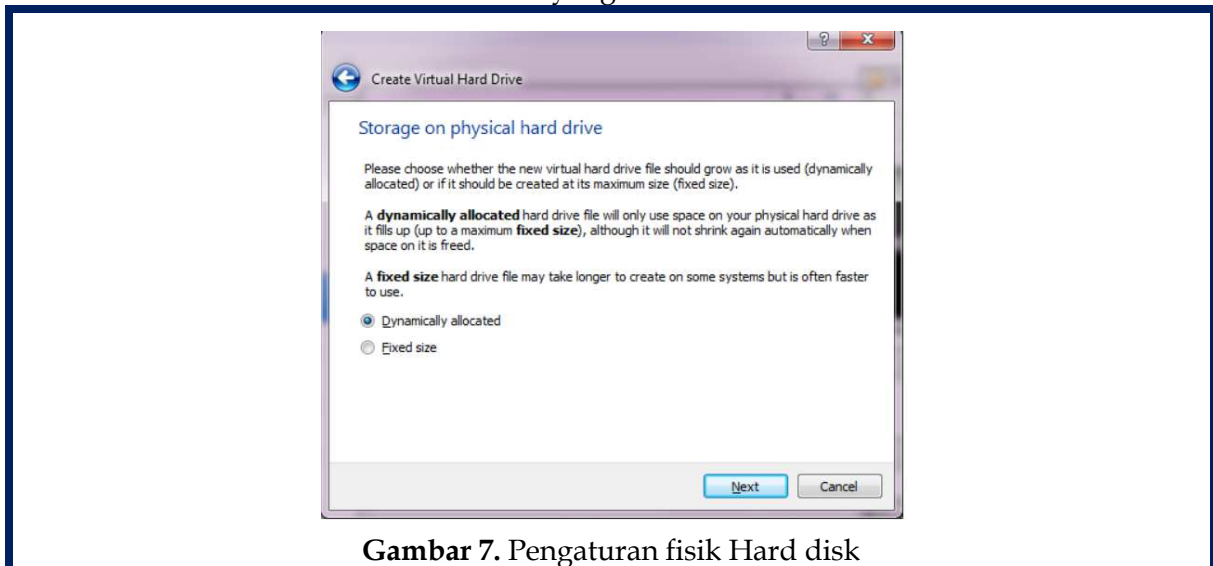 Create Virtual Hard Drive
Storage on physical hard drive
Please choose whether the new virtual hard drive file should grow as it is used (dynamically
allocated) or if it should be created at its maximum size (fixed size).
A dynamically allocated hard drive file will only use space on your physical hard drive as
it fills up (up to a maximum fixed size), although it will not shrink again automatically when
space on it is freed.
A fixed size hard drive file may take longer to create on some systems but is often faster
to use.
Dynamically allocated
Fixed size
Next Cancel
Gambar 7. Pengaturan fisik Hard disk